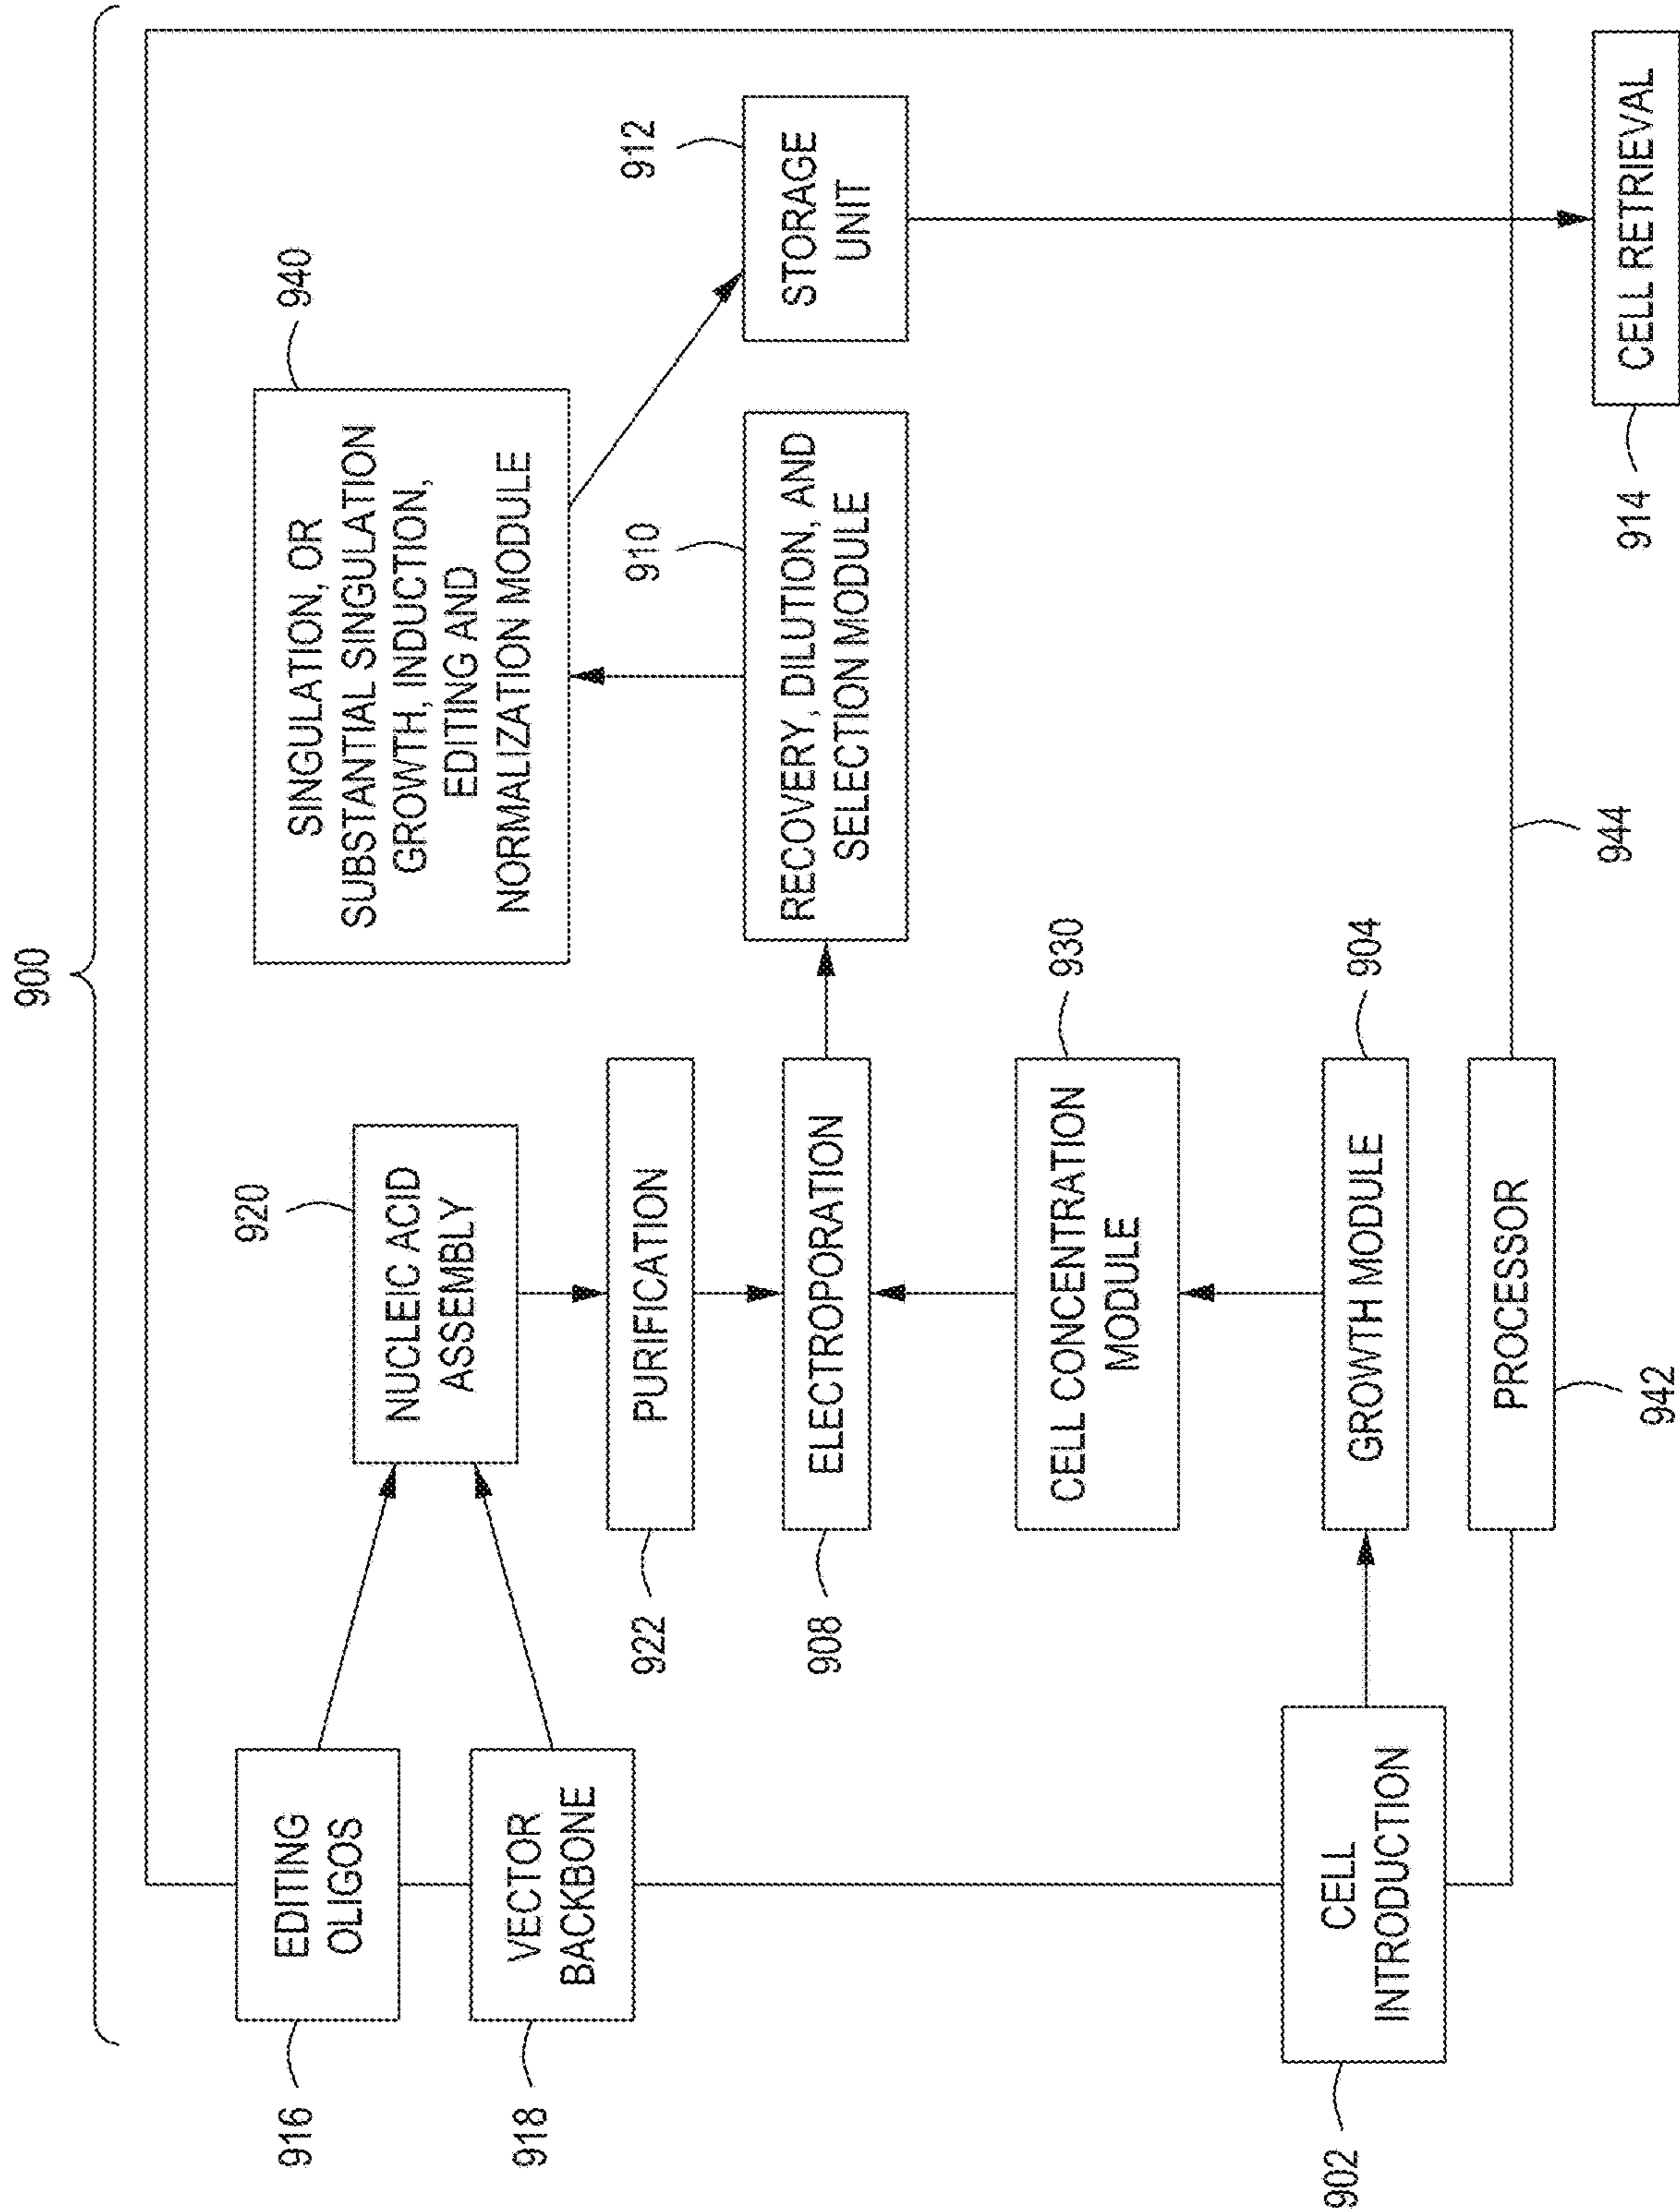 900
916
EDITING
OLIGOS
918
VECTOR
BACKBONE
920
NUCLEIC ACID
ASSEMBLY
922
PURIFICATION
908
ELECTROPORATION
930
CELL CONCENTRATION
MODULE
904
GROWTH MODULE
902
CELL
INTRODUCTION
942
PROCESSOR
944
940
SINGULATION, OR
SUBSTANTIAL SINGULATION
GROWTH, INDUCTION,
EDITING AND
NORMALIZATION MODULE
910
RECOVERY, DILUTION, AND
SELECTION MODULE
912
STORAGE
UNIT
914
CELL RETRIEVAL